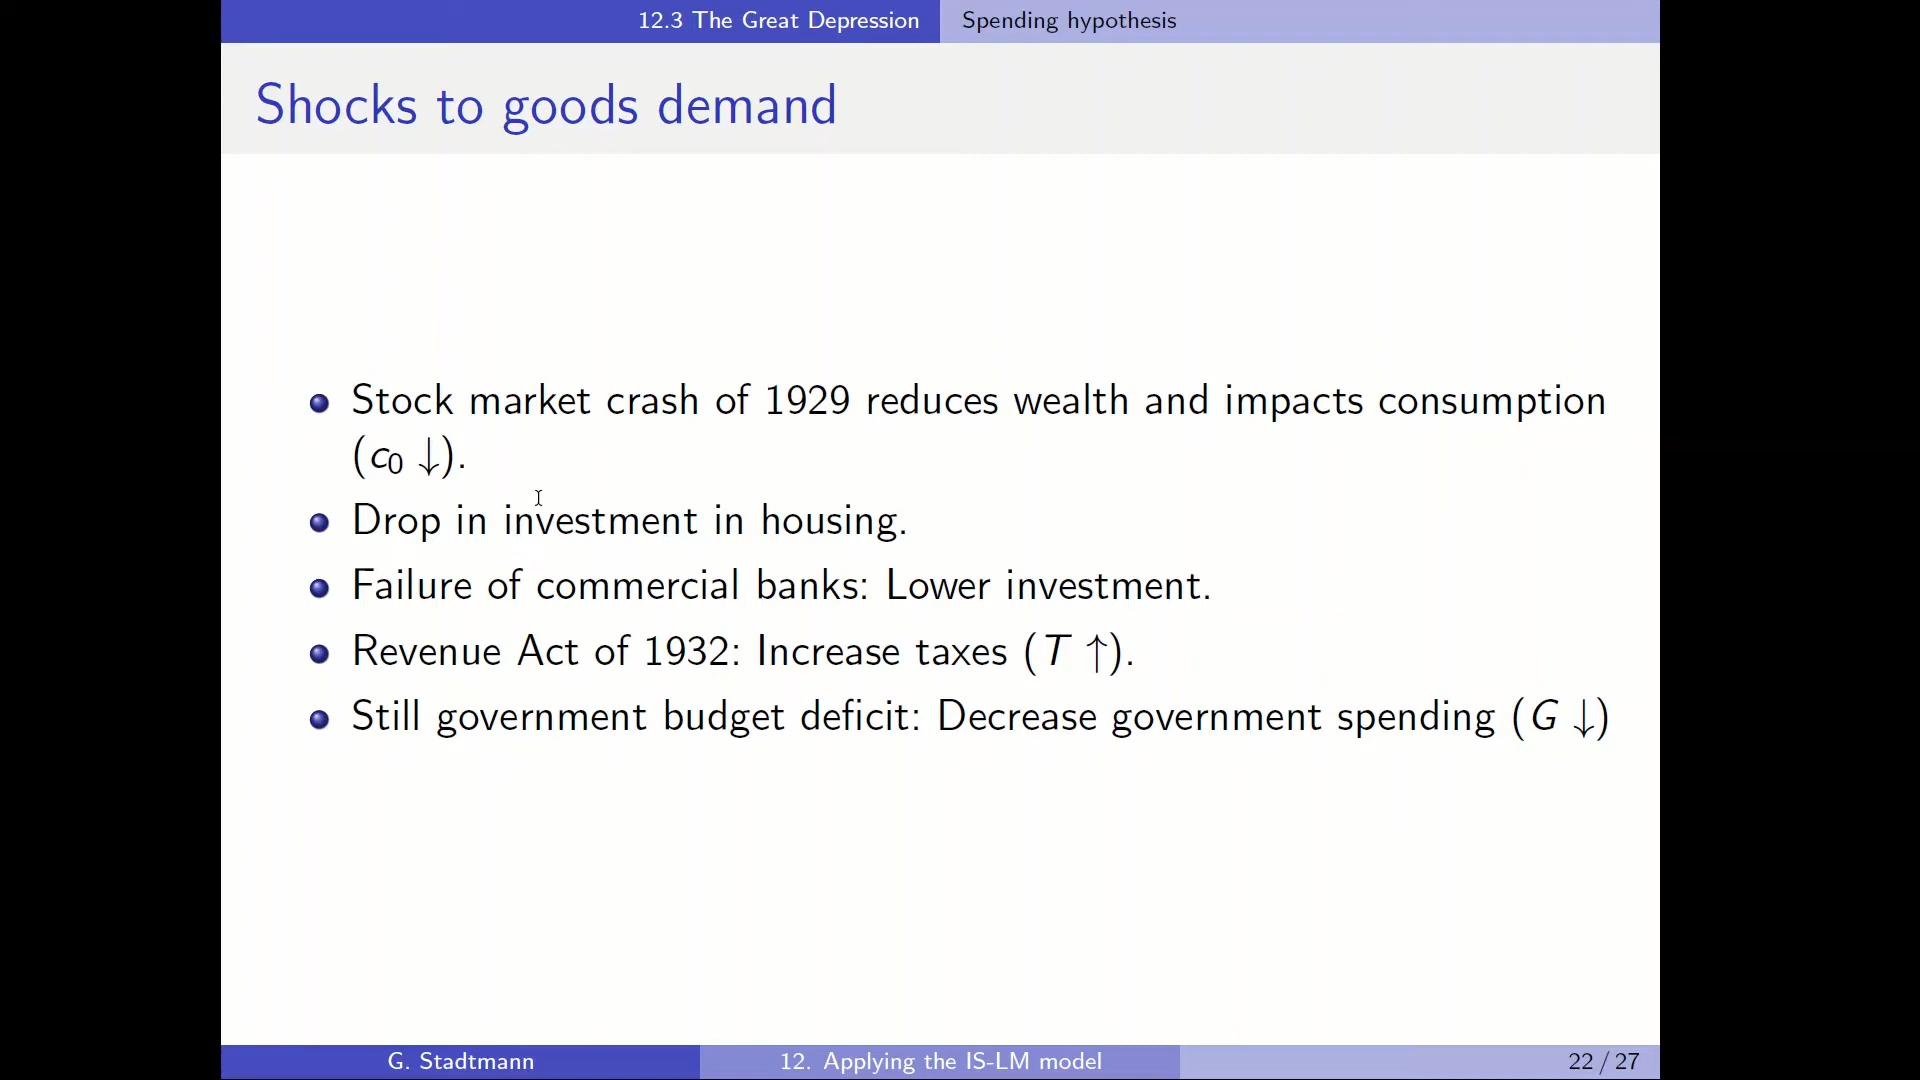 12.3 The Great Depression Spending hypothesis
Shocks to goods demand
Stock market crash of 1929 reduces wealth and impacts consumption
(c₀ ↓).
Drop in investment in housing.
Failure of commercial banks: Lower investment.
Revenue Act of 1932: Increase taxes (T ↑).
Still government budget deficit: Decrease government spending (G ↓)
G. Stadtmann 12. Applying the IS-LM model 22 / 27